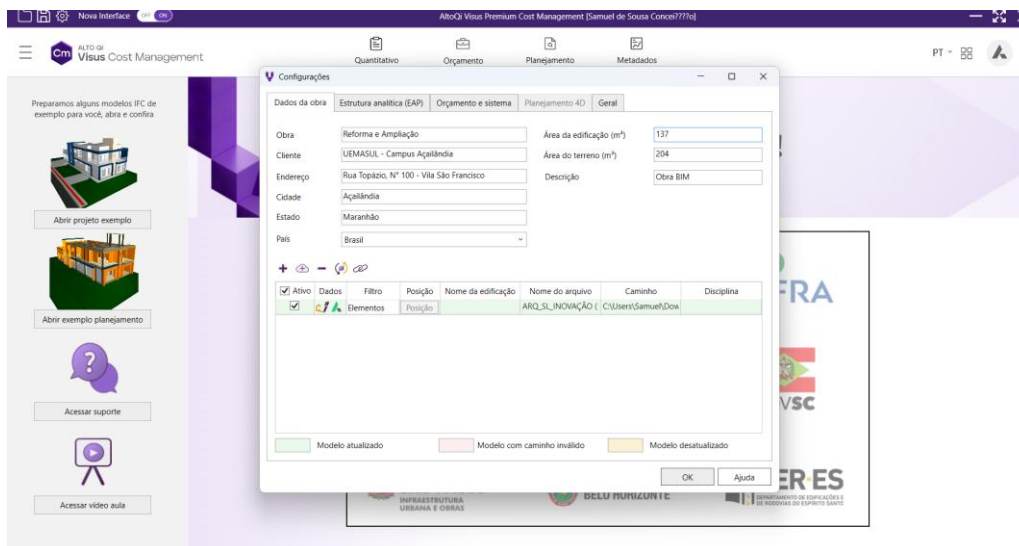 Nova Interface OFF ON AltoQi Visus Premium Cost Management [Samuel de Sousa Concei????o]
Cm ALTO QI
Visus Cost Management
Quantitativo Orçamento Planejamento Metadados
PT
Preparamos alguns modelos IFC de
exemplo para você, abra e confira
Abrir projeto exemplo
Abrir exemplo planejamento
Acessar suporte
Acessar vídeo aula
Configurações
Dados da obra Estrutura analítica (EAP) Orçamento e sistema Planejamento 4D Geral
Obra Reforma e Ampliação Área da edificação (m²) 137
Cliente UEMASUL - Campus Açailândia Área do terreno (m²) 204
Endereço Rua Topázio, N° 100 - Vila São Francisco Descrição Obra BIM
Cidade Açailândia
Estado Maranhão
País Brasil
Ativo Dados Filtro Posição Nome da edificação Nome do arquivo Caminho Disciplina
Elementos Posição ARQ_SL_INOVAÇÃO ( C:\Users\Samuel\Dow
Modelo atualizado Modelo com caminho inválido Modelo desatualizado
OK Ajuda
!
FRA
VSC
INFRAESTRUTURA
URBANA E OBRAS
BELO HORIZONTE
ER-ES
DEPARTAMENTO DE EDIFICAÇÕES E
DE RODOVIAS DO ESPÍRITO SANTO